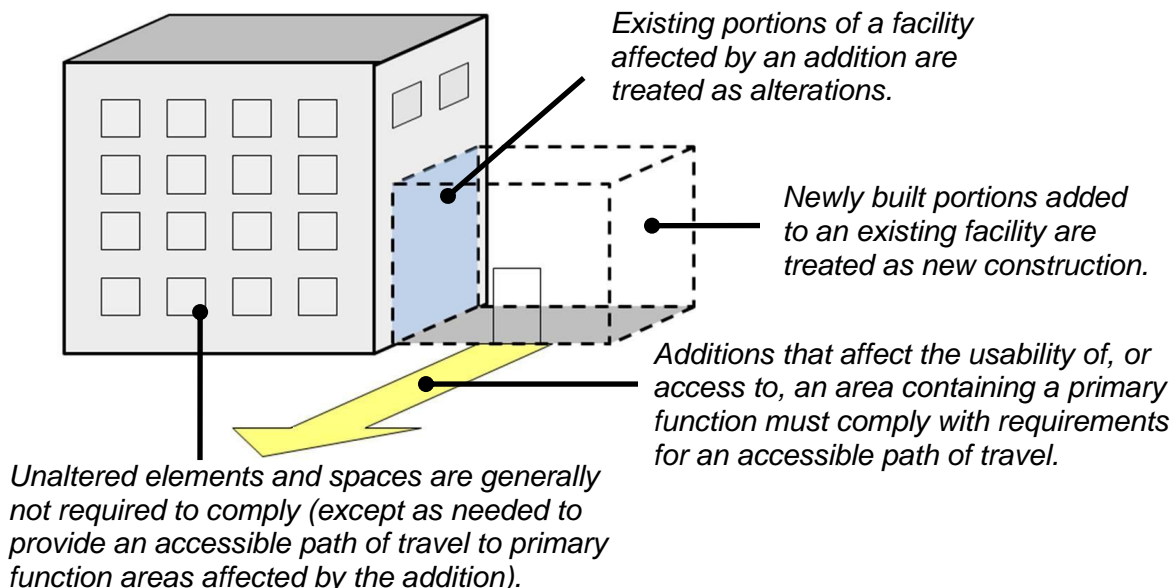 Existing portions of a facility
affected by an addition are
treated as alterations.
Newly built portions added
to an existing facility are
treated as new construction.
Additions that affect the usability of, or
access to, an area containing a primary
function must comply with requirements
for an accessible path of travel.
Unaltered elements and spaces are generally
not required to comply (except as needed to
provide an accessible path of travel to primary
function areas affected by the addition).